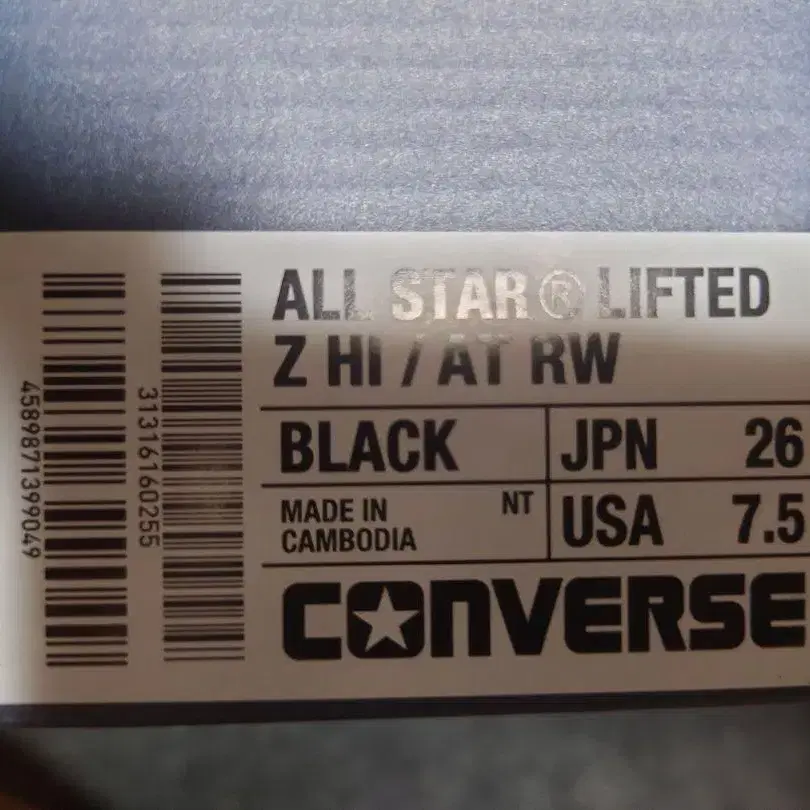 4589871399049
31316160255
ALL STAR® LIFTED
Z HI / AT RW
BLACK
JPN 26
MADE IN
CAMBODIA
NT
USA 7.5
CONVERSE